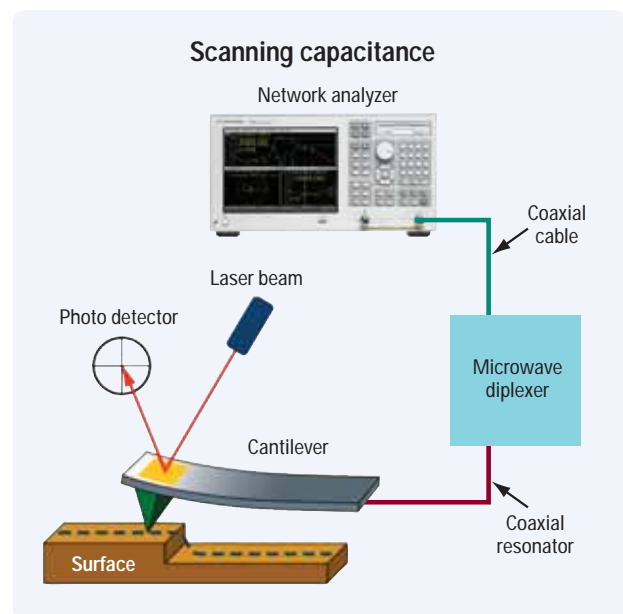 Scanning capacitance
Network analyzer
Coaxial
cable
Laser beam
Photo detector
Microwave
diplexer
Cantilever
Coaxial
resonator
Surface